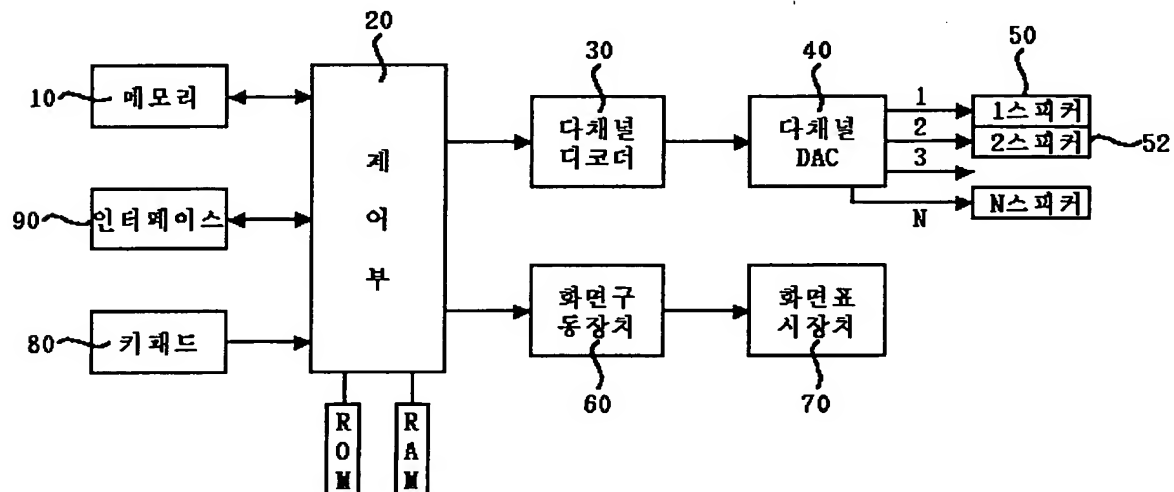 20
30
40
50
10
메모리
제
어
부
다채널
디코더
다채널
DAC
1
2
3
N
1스피커
2스피커
N스피커
52
90
인터페이스
80
키패드
화면구
동장치
화면표
시장치
60
70
ROM
RAM